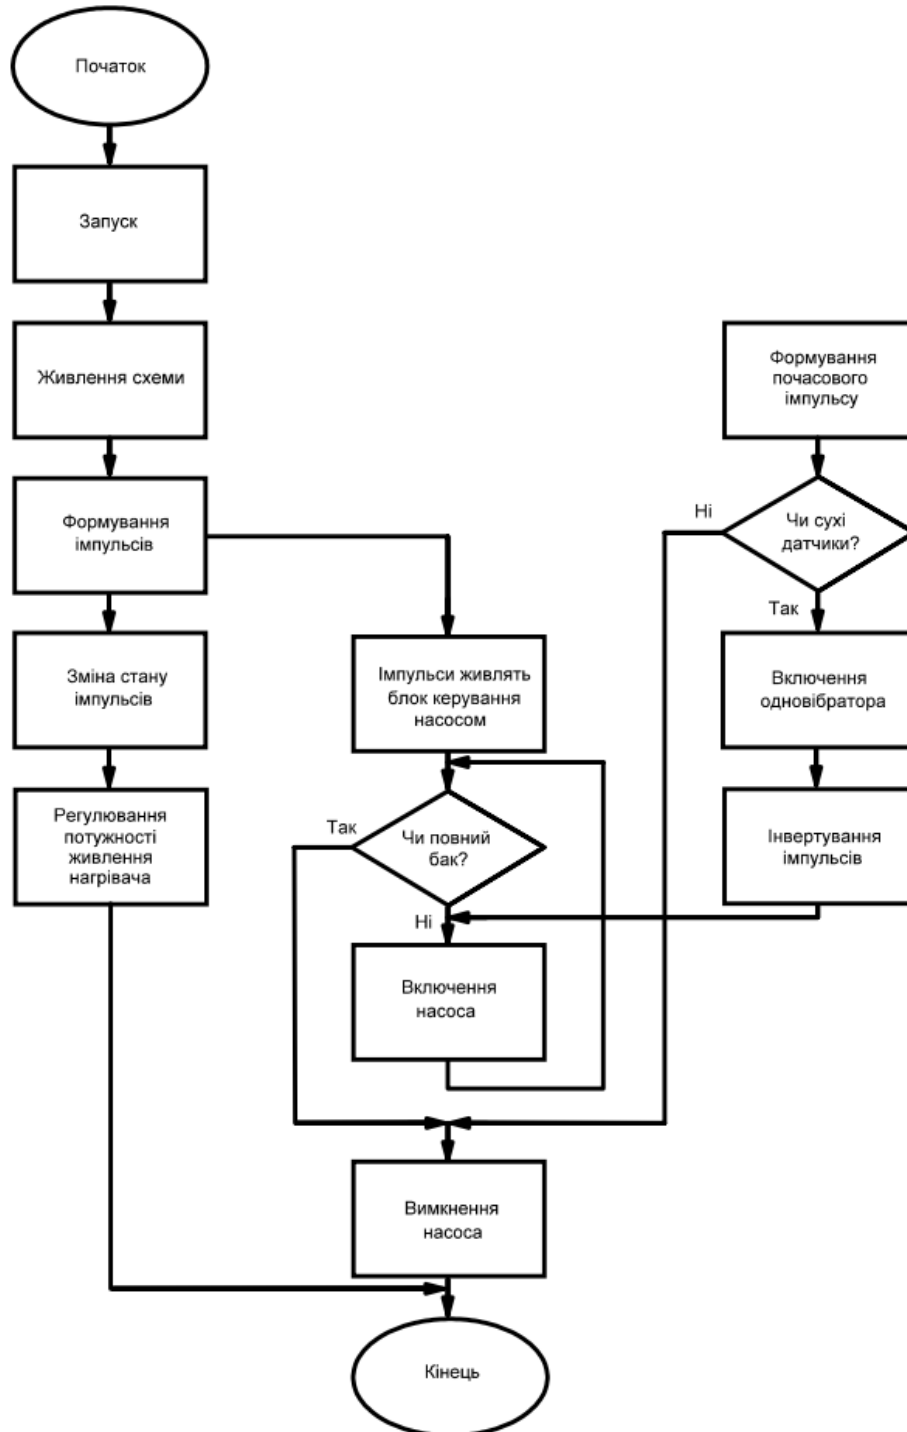 Початок
Запуск
Живлення схеми
Формування
імпульсів
Зміна стану
імпульсів
Регулювання
потужності
живлення
нагрівача
Імпульси живлять
блок керування
насосом
Так
Чи повний
бак?
Ні
Включення
насоса
Формування
почасового
імпульсу
Ні
Чи сухі
датчики?
Так
Включення
одновібратора
Інвертування
імпульсів
Вимкнення
насоса
Кінець